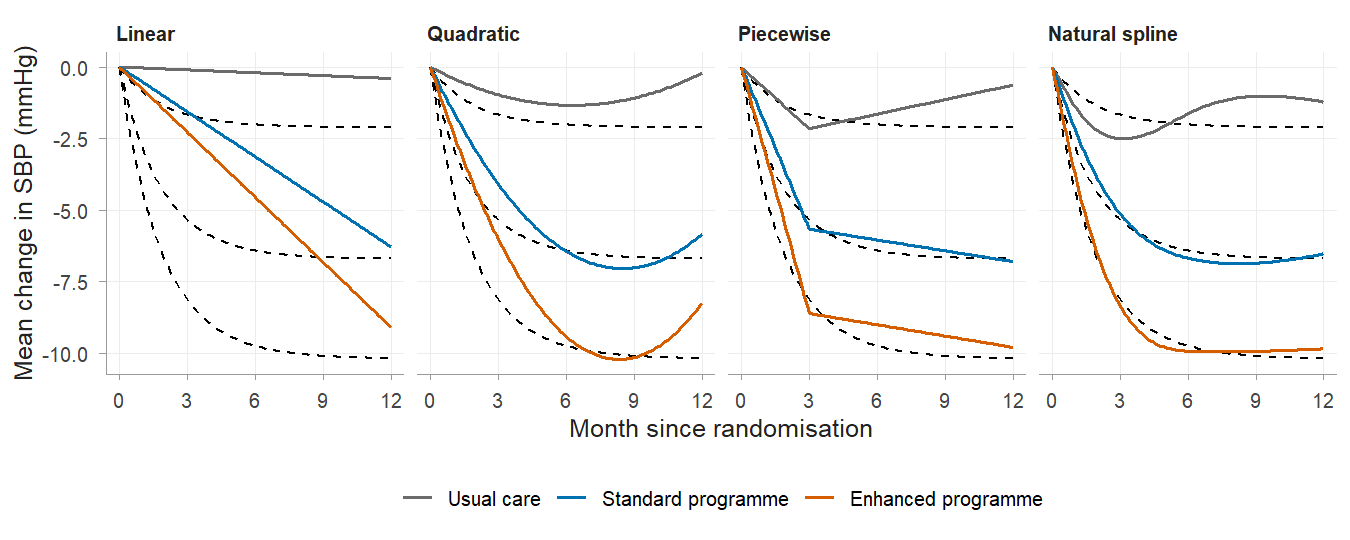 Linear
Quadratic
Piecewise
Natural spline
Mean change in SBP (mmHg)
0.0
-2.5
-5.0
-7.5
-10.0
0 3 6 9 12
0 3 6 9 12
0 3 6 9 12
0 3 6 9 12
Month since randomisation
Usual care
Standard programme
Enhanced programme